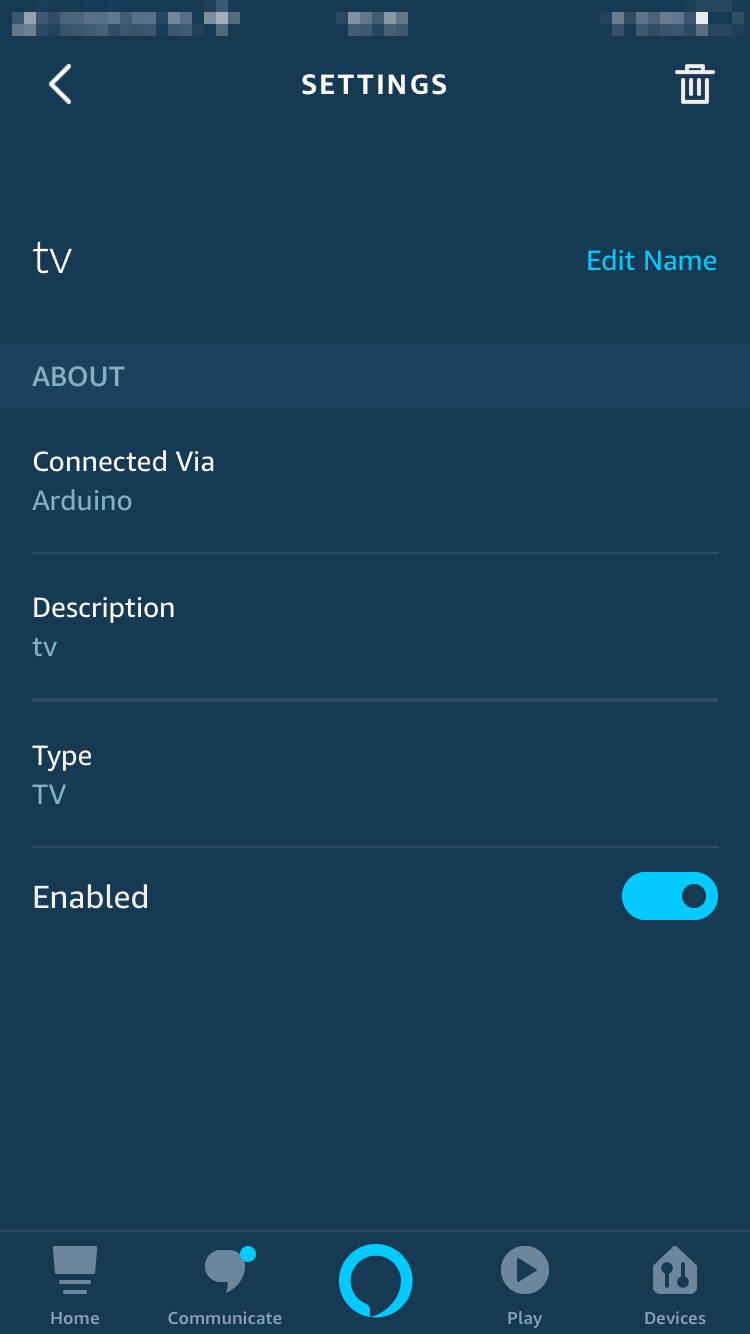 SETTINGS
tv
Edit Name
ABOUT
Connected Via
Arduino
Description
tv
Type
TV
Enabled
Home
Communicate
Play
Devices